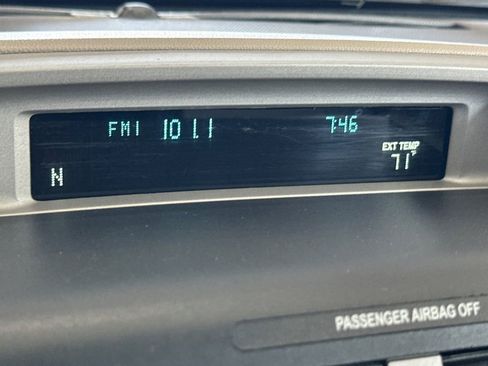 FM1 101.1 7:46
EXT TEMP
71°F
N
PASSENGER AIRBAG OFF